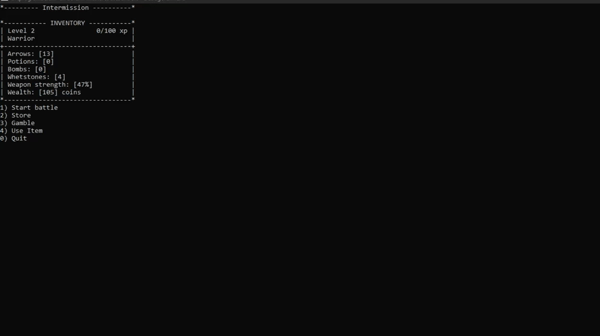 *--------- Intermission ----------*
*----------- INVENTORY -----------*
| Level 2                0/100 xp |
| Warrior                         |
+---------------------------------+
| Arrows: [13]                    |
| Potions: [0]                    |
| Bombs: [0]                      |
| Whetstones: [4]                 |
| Weapon strength: [47%]          |
| Wealth: [105] coins             |
*---------------------------------*
1) Start battle
2) Store
3) Gamble
4) Use Item
0) Quit